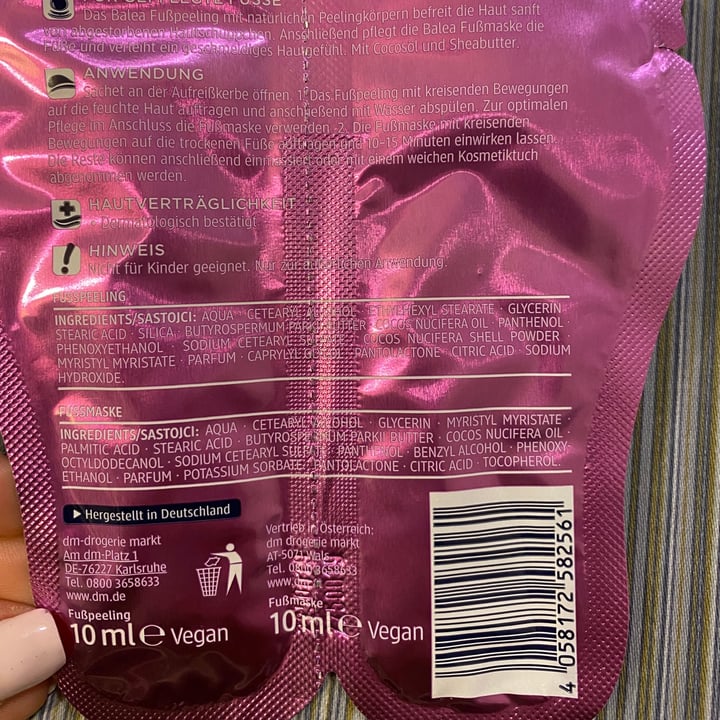 Das Balea Fußpeeling mit natürlichen Peelingkörpern befreit die Haut sanft
von abgestorbenen Hautschüppchen. Anschließend pflegt die Balea Fußmaske die
Füße und verleiht ein geschmeidiges Hautgefühl. Mit Cocosöl und Sheabutter.
ANWENDUNG
Sachet an der Aufreißkerbe öffnen. 1. Das Fußpeeling mit kreisenden Bewegungen
auf die feuchte Haut auftragen und anschließend mit Wasser abspülen. Zur optimalen
Pflege im Anschluss die Fußmaske verwenden. 2. Die Fußmaske mit kreisenden
Bewegungen auf die trockenen Füße auftragen und 10-15 Minuten einwirken lassen.
Die Reste können anschließend einmassiert oder mit einem weichen Kosmetiktuch
abgenommen werden.
HAUTVERTRÄGLICHKEIT
Dermatologisch bestätigt.
HINWEIS
Nicht für Kinder geeignet. Nur zur äußerlichen Anwendung.
FUSSPEELING
INGREDIENTS/SASTOJCI: AQUA · CETEARYL ALCOHOL · ETHYLHEXYL STEARATE · GLYCERIN ·
STEARIC ACID · SILICA · BUTYROSPERMUM PARKII BUTTER · COCOS NUCIFERA OIL · PANTHENOL ·
PHENOXYETHANOL · SODIUM CETEARYL SULFATE · COCOS NUCIFERA SHELL POWDER ·
MYRISTYL MYRISTATE · PARFUM · CAPRYLYL GLYCOL · PANTOLACTONE · CITRIC ACID · SODIUM
HYDROXIDE.
FUSSMASKE
INGREDIENTS/SASTOJCI: AQUA · CETEARYL ALCOHOL · GLYCERIN · MYRISTYL MYRISTATE ·
PALMITIC ACID · STEARIC ACID · BUTYROSPERMUM PARKII BUTTER · COCOS NUCIFERA OIL ·
OCTYLDODECANOL · SODIUM CETEARYL SULFATE · PANTHENOL · BENZYL ALCOHOL · PHENOXY-
ETHANOL · PARFUM · POTASSIUM SORBATE · PANTOLACTONE · CITRIC ACID · TOCOPHEROL.
Hergestellt in Deutschland
dm-drogerie markt
Am dm-Platz 1
DE-76227 Karlsruhe
Tel. 0800 3658633
www.dm.de
Fußpeeling
10 ml e Vegan
Vertrieb in Österreich:
dm drogerie markt
AT-5071 Wals
Tel. 0800 3658633
Fußmaske
10 ml e Vegan
4 058172 582561